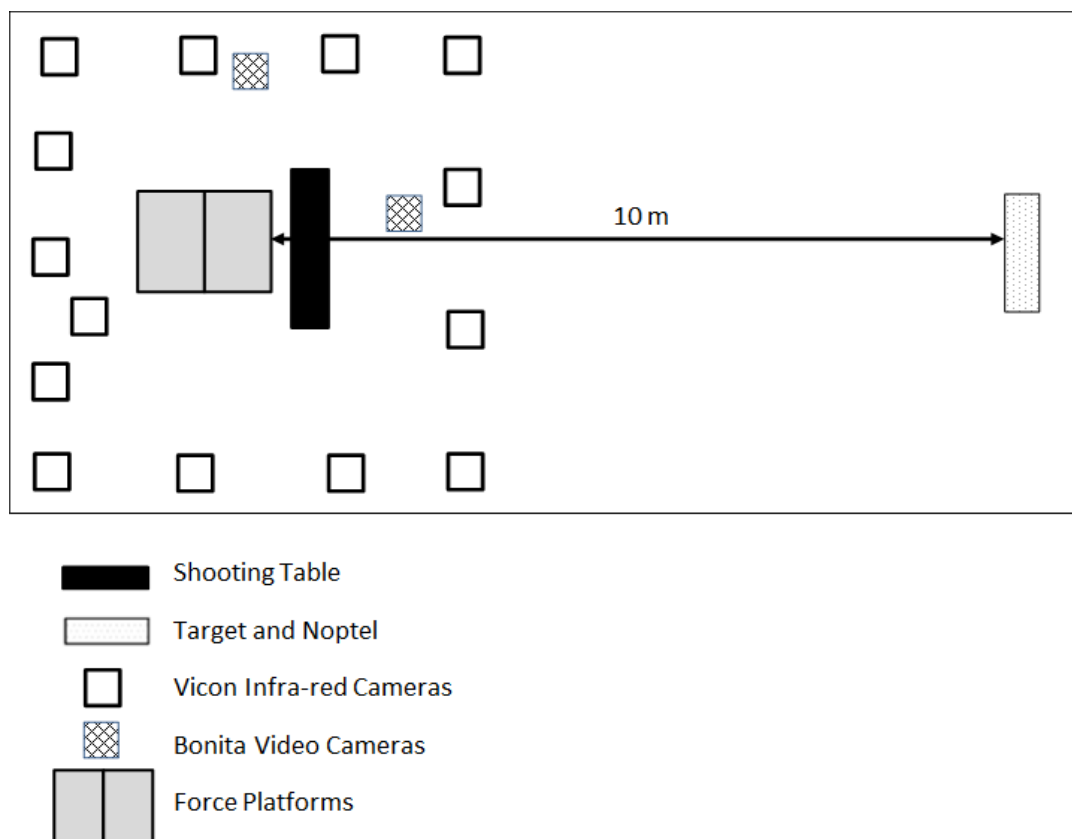 10 m
Shooting Table
Target and Noptel
Vicon Infra-red Cameras
Bonita Video Cameras
Force Platforms